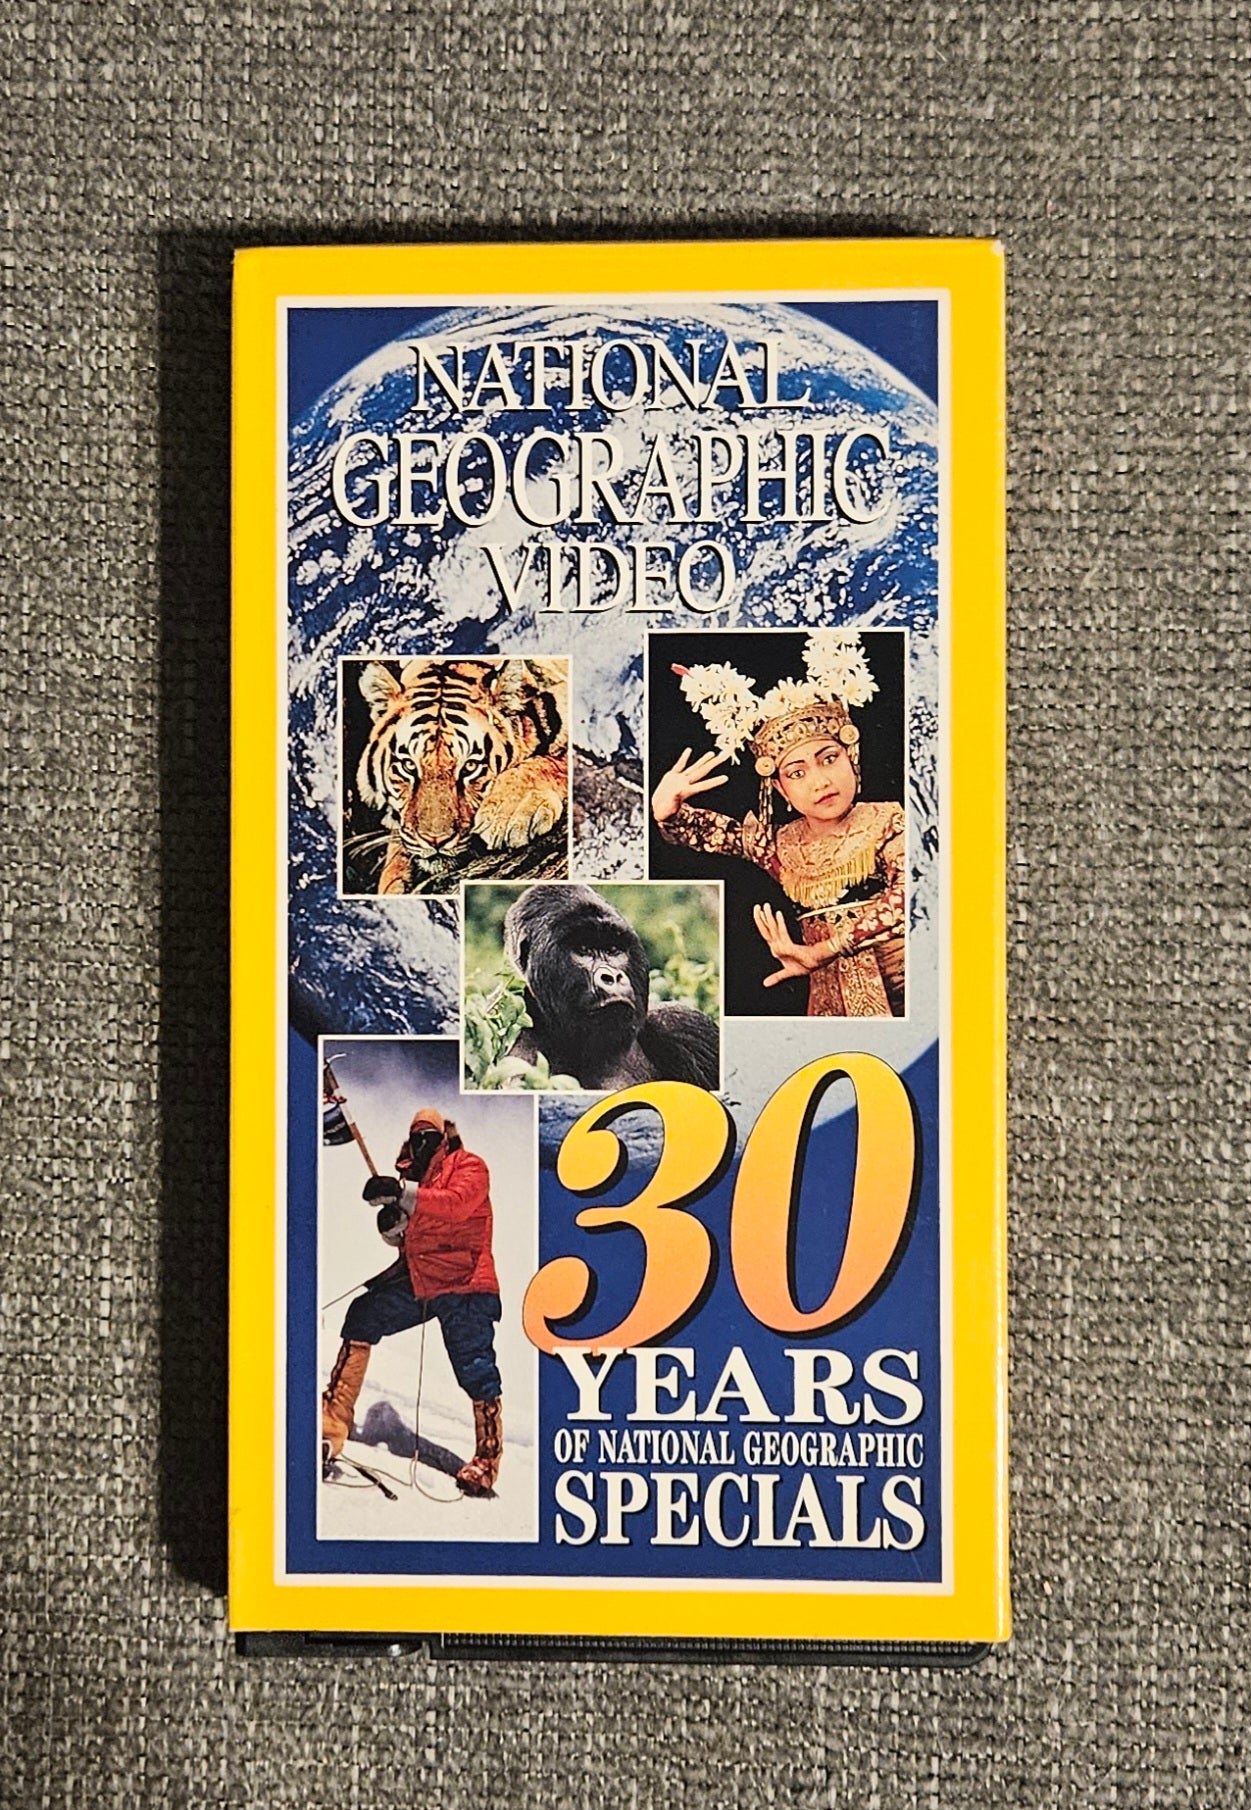 NATIONAL
GEOGRAPHIC
VIDEO
30
YEARS
OF NATIONAL GEOGRAPHIC
SPECIALS